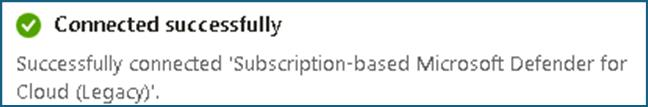 Connected successfully
Successfully connected 'Subscription-based Microsoft Defender for
Cloud (Legacy)'.